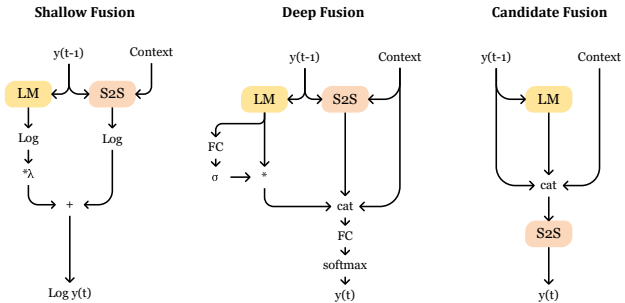 Shallow Fusion
y(t-1)
Context
LM
S2S
Log
Log
*λ
+
Log y(t)
Deep Fusion
y(t-1)
Context
LM
S2S
FC
σ
*
cat
FC
softmax
y(t)
Candidate Fusion
y(t-1)
Context
LM
cat
S2S
y(t)